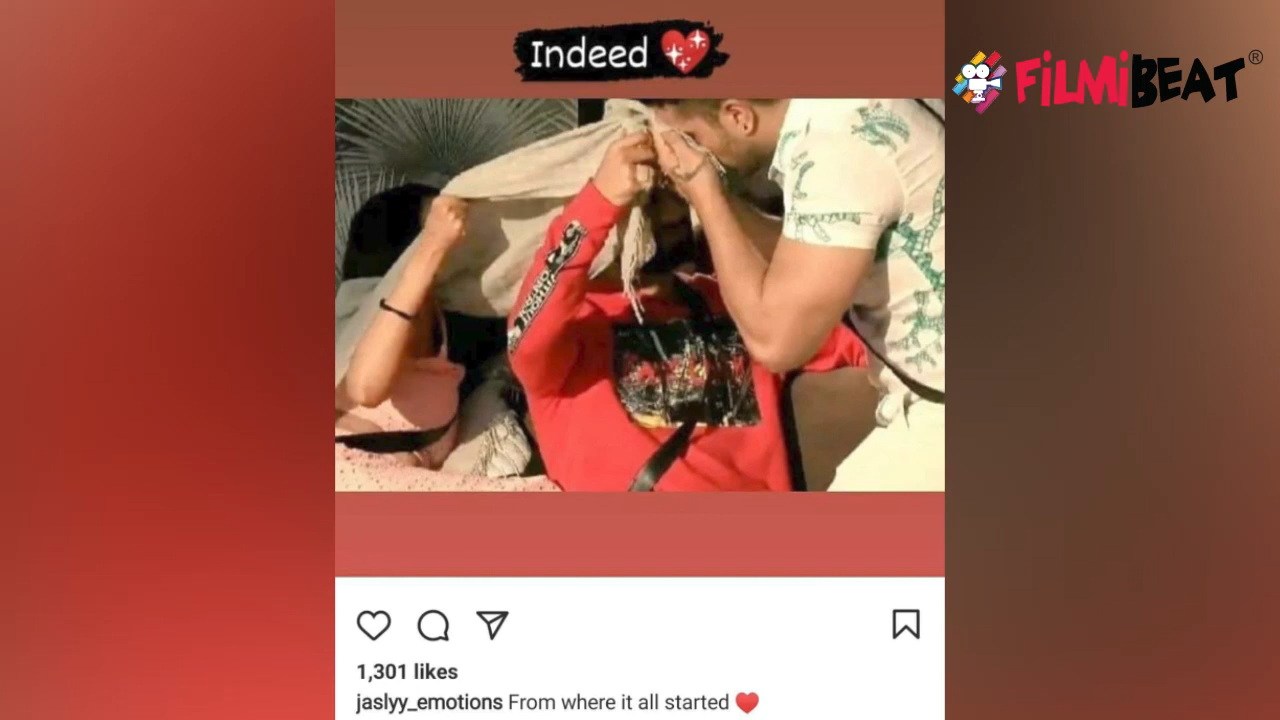 Indeed 💖
FiLMiBEAT®
1,301 likes
jaslyy_emotions From where it all started ♥️